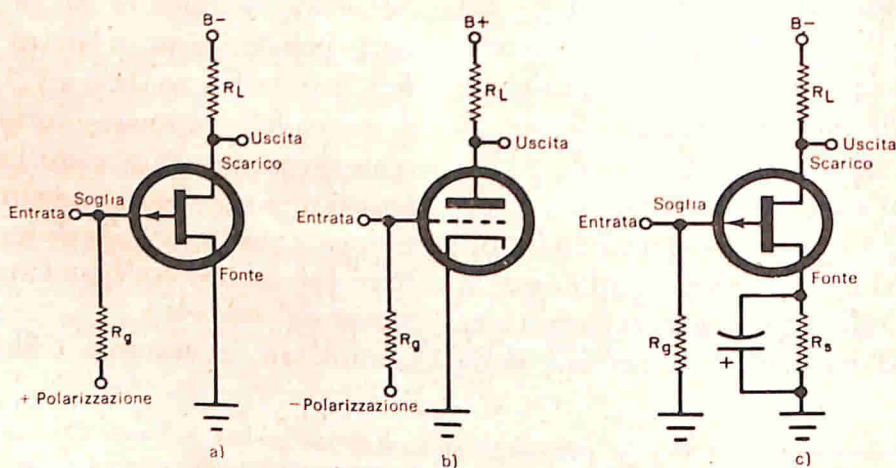 B-
RL
Uscita
Scarico
Soglia
Entrata
Fonte
Rg
+ Polarizzazione
a)
B+
RL
Uscita
Entrata
Rg
- Polarizzazione
b)
B-
RL
Uscita
Scarico
Soglia
Entrata
Fonte
Rg
+
Rs
c)